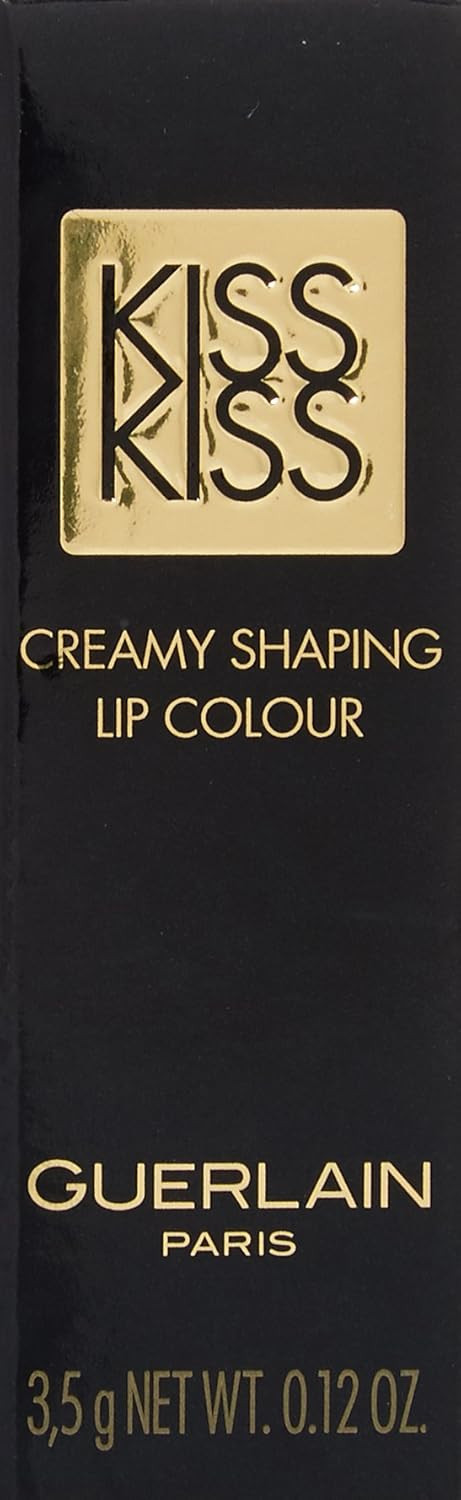 KISS
KISS
CREAMY SHAPING
LIP COLOUR
GUERLAIN
PARIS
3,5 g NET WT. 0.12 OZ.